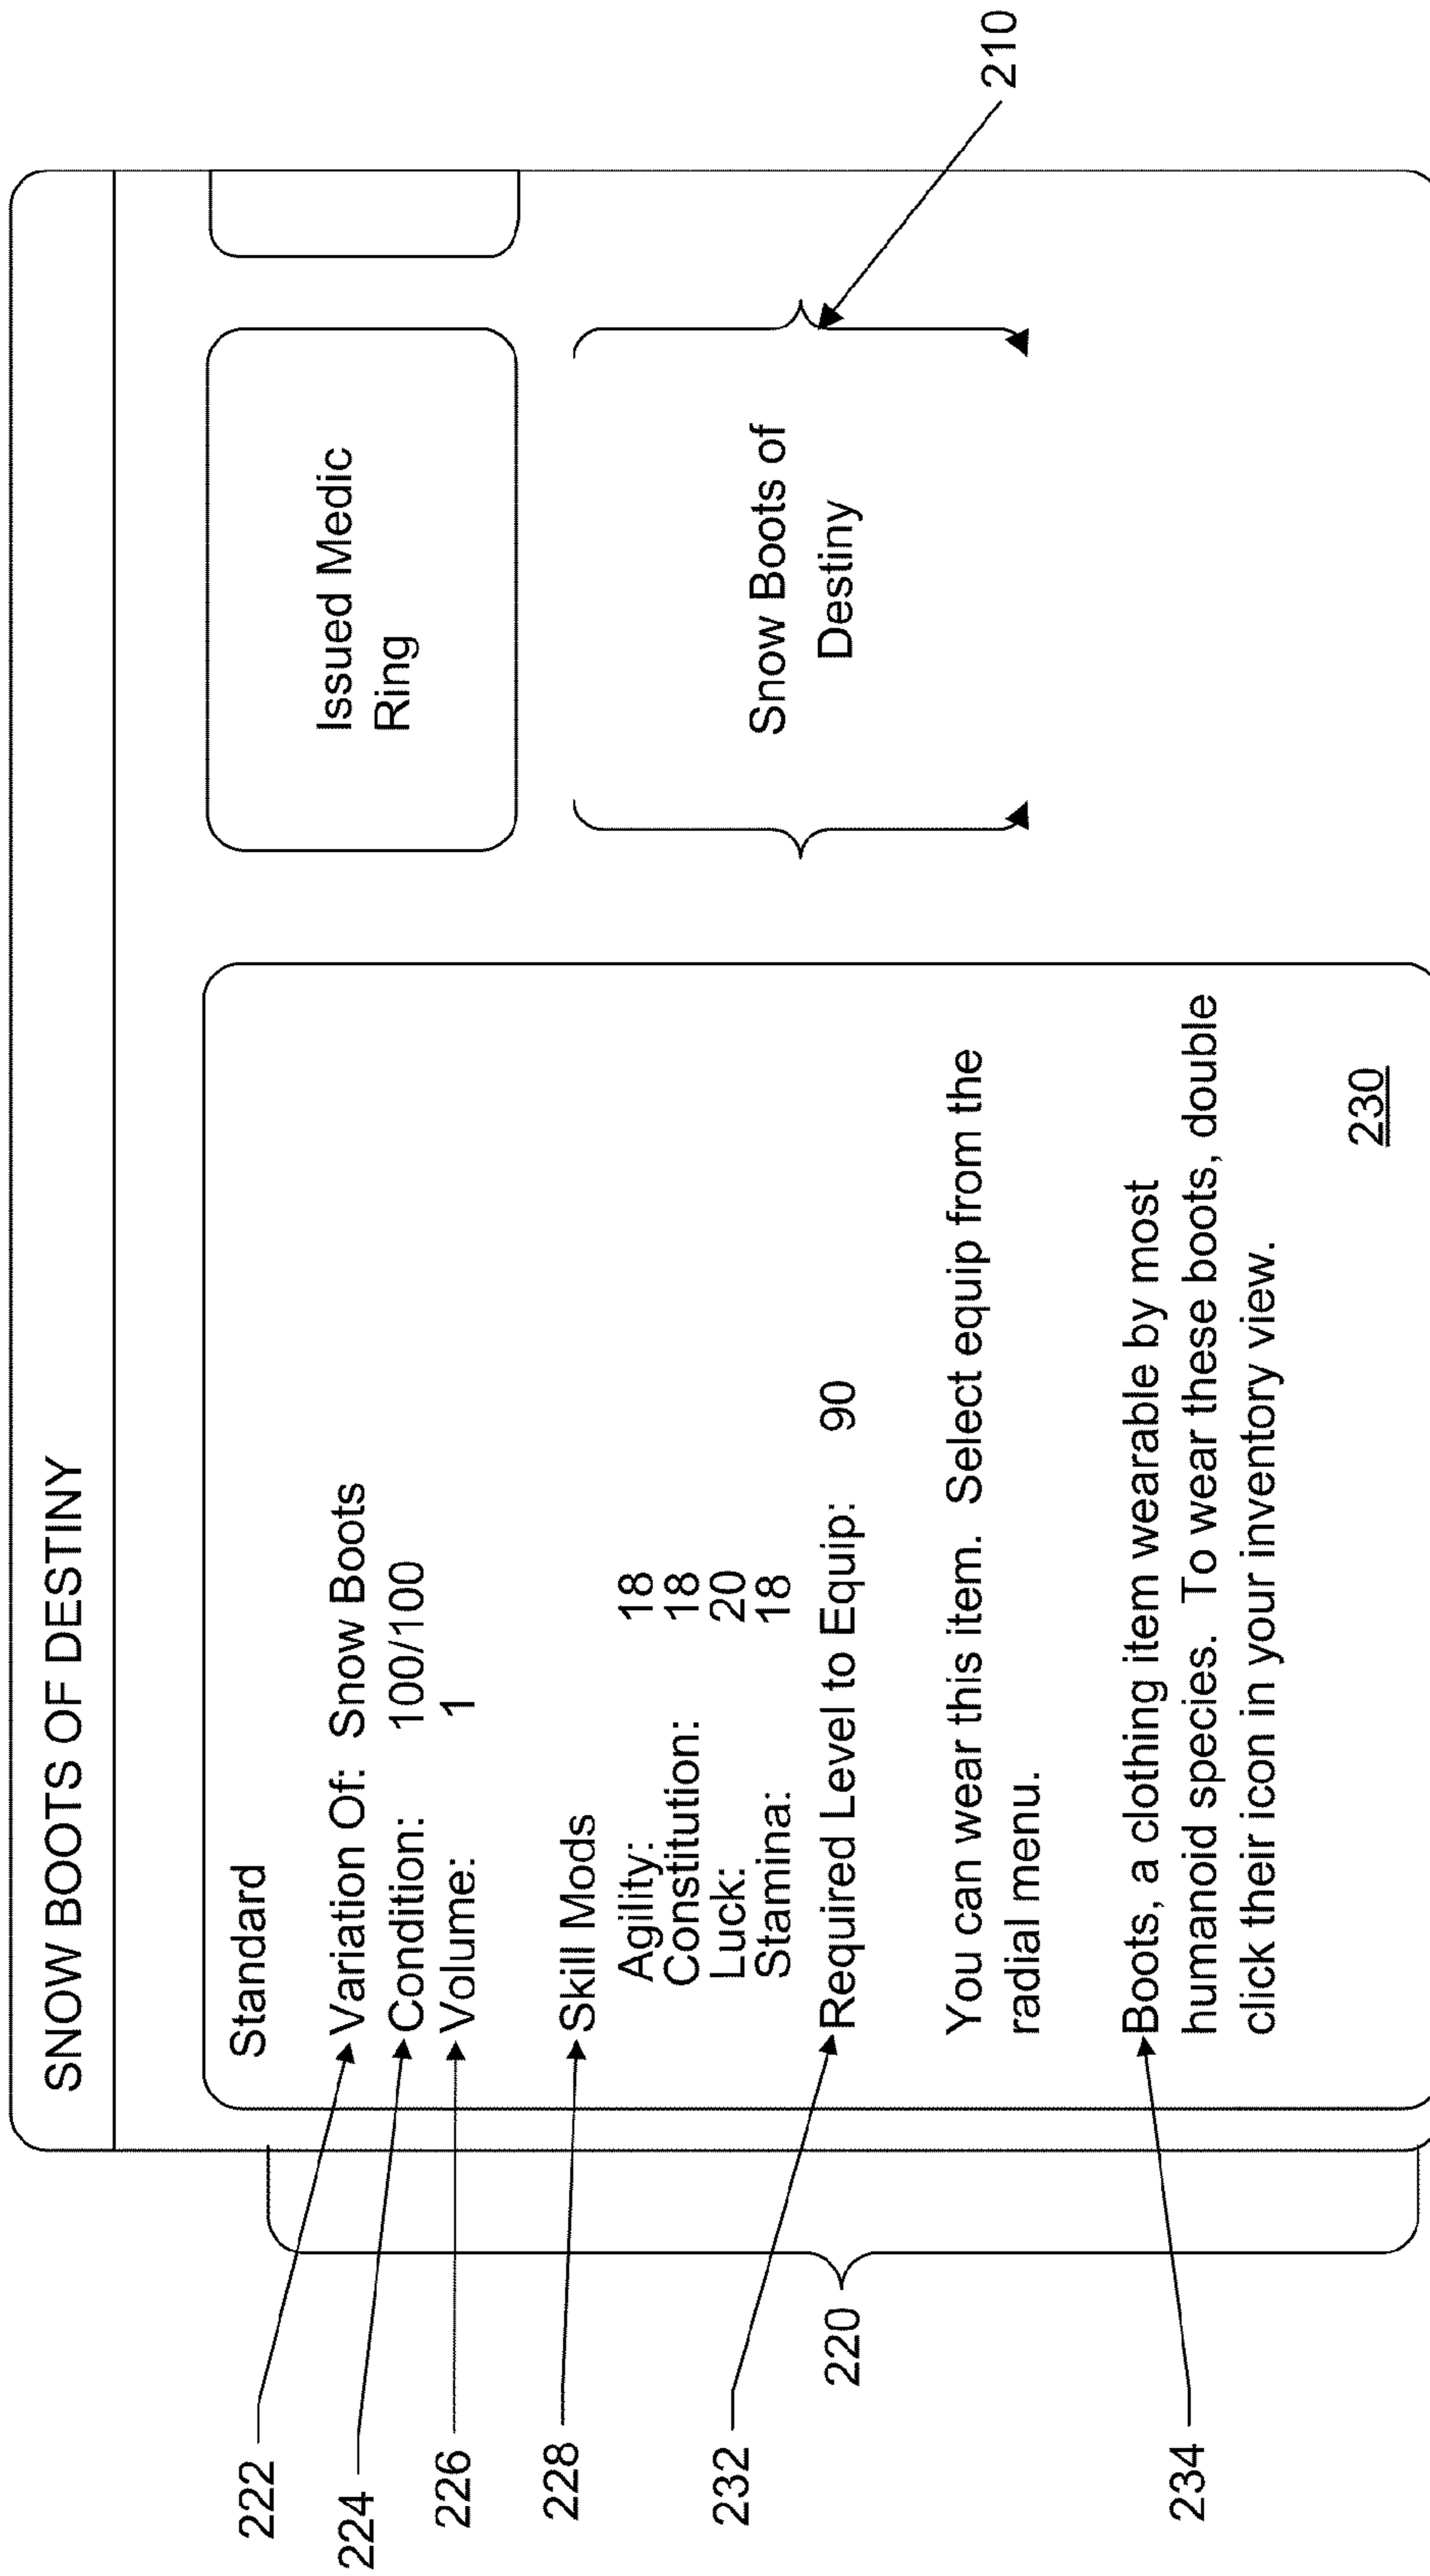 SNOW BOOTS OF DESTINY
Standard
Variation Of: Snow Boots
Condition: 100/100
Volume: 1
Skill Mods
Agility: 18
Constitution: 18
Luck: 20
Stamina: 18
Required Level to Equip: 90
You can wear this item. Select equip from the
radial menu.
Boots, a clothing item wearable by most
humanoid species. To wear these boots, double
click their icon in your inventory view.
230
Issued Medic
Ring
Snow Boots of
Destiny
210
222
224
226
228
232
220
234